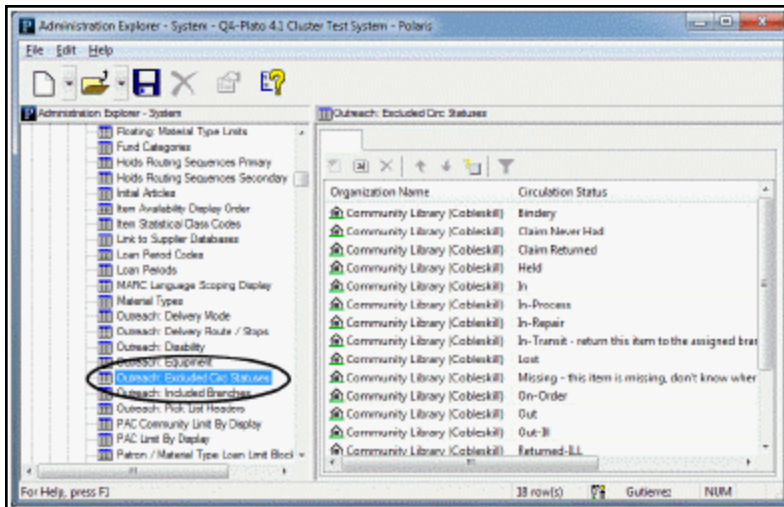 Administration Explorer - System - QA-Plato 4.1 Cluster Test System - Polaris
File Edit Help
Administration Explorer - System
Floating: Material Type Limits
Fund Categories
Holds Routing Sequences Primary
Holds Routing Sequences Secondary
Initial Articles
Item Availability Display Order
Item Statistical Class Codes
Link to Supplier Databases
Loan Period Codes
Loan Periods
MARC Language Scoping Display
Material Types
Outreach: Delivery Mode
Outreach: Delivery Route / Stops
Outreach: Disability
Outreach: Equipment
Outreach: Excluded Circ Statuses
Outreach: Included Branches
Outreach: Pick List Headers
PAC Community Limit By Display
PAC Limit By Display
Patron / Material Type Loan Limit Block
Outreach: Excluded Circ Statuses
Organization Name Circulation Status
Community Library (Cobleskill) Bindery
Community Library (Cobleskill) Claim Never Had
Community Library (Cobleskill) Claim Returned
Community Library (Cobleskill) Held
Community Library (Cobleskill) In
Community Library (Cobleskill) In-Process
Community Library (Cobleskill) In-Repair
Community Library (Cobleskill) In-Transit - return this item to the assigned bran
Community Library (Cobleskill) Lost
Community Library (Cobleskill) Missing - this item is missing, don't know wher
Community Library (Cobleskill) On-Order
Community Library (Cobleskill) Out
Community Library (Cobleskill) Out-Ill
Community Library (Cobleskill) Returned-ILL
For Help, press F1 18 row(s) Gutierrez NUM